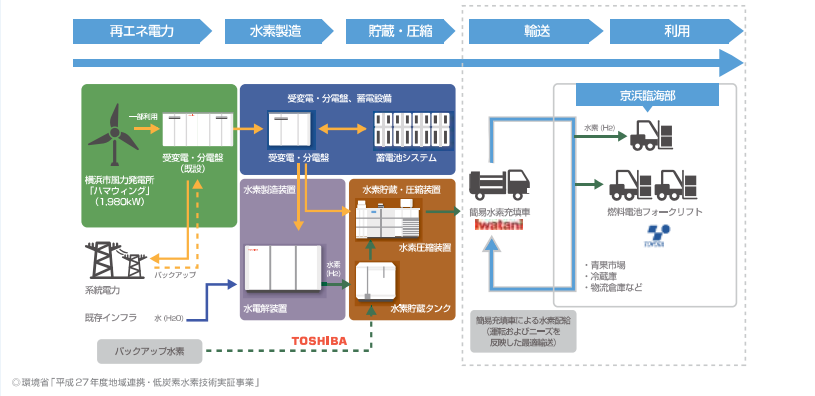 再エネ電力
水素製造
貯蔵・圧縮
輸送
利用
受変電・分電盤、蓄電設備
京浜臨海部
一部利用
水素 (H2)
受変電・分電盤
(既設)
受変電・分電盤
蓄電池システム
横浜市風力発電所
「ハマウィング」
(1,980kW)
水素製造装置
水素貯蔵・圧縮装置
簡易水素充填車
Iwatani
燃料電池フォークリフト
TOYOTA
水素圧縮装置
バックアップ
水素
(H2)
系統電力
・青果市場
・冷蔵庫
・物流倉庫など
水電解装置
水素貯蔵タンク
既存インフラ
水 (H2O)
簡易充填車による水素配給
(運転およびニーズを
反映した最適輸送)
TOSHIBA
バックアップ水素
◎環境省「平成27年度地域連携・低炭素水素技術実証事業」